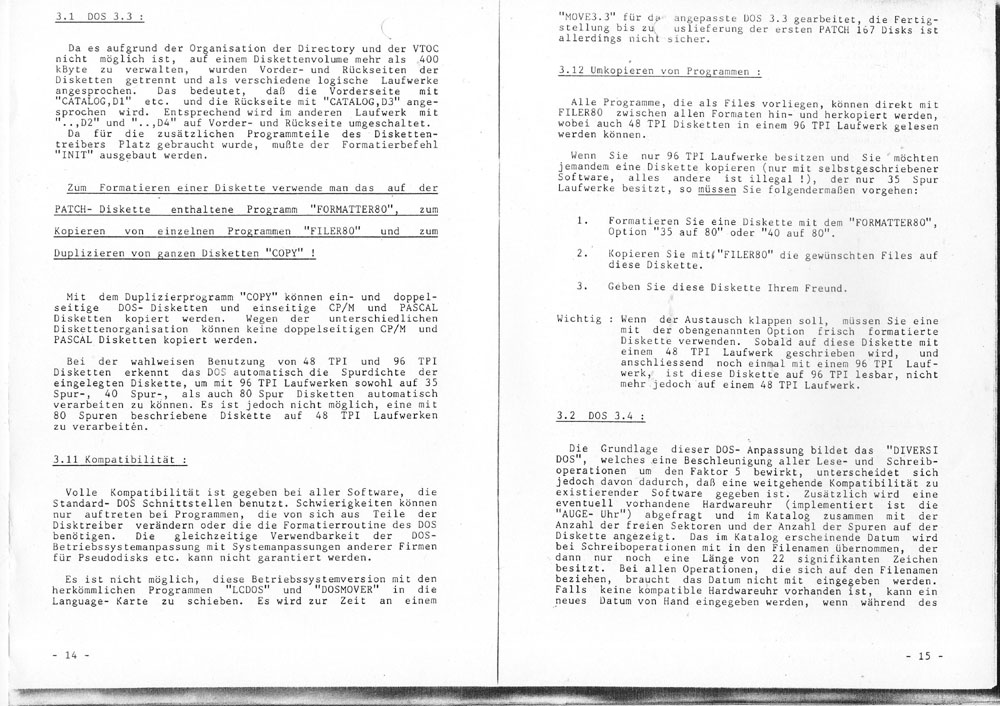 3.1 DOS 3.3 :
Da es aufgrund der Organisation der Directory und der VTOC
nicht möglich ist, auf einem Diskettenvolume mehr als 400
kByte zu verwalten, wurden Vorder- und Rückseiten der
Disketten getrennt und als verschiedene logische Laufwerke
angesprochen. Das bedeutet, daß die Vorderseite mit
"CATALOG,D1" etc. und die Rückseite mit "CATALOG,D3" ange-
sprochen wird. Entsprechend wird im anderen Laufwerk mit
"..,D2" und "..,D4" auf Vorder- und Rückseite umgeschaltet.
Da für die zusätzlichen Programmteile des Disketten-
treibers Platz gebraucht wurde, mußte der Formatierbefehl
"INIT" ausgebaut werden.
Zum Formatieren einer Diskette verwende man das auf der
PATCH- Diskette enthaltene Programm "FORMATTER80", zum
Kopieren von einzelnen Programmen "FILER80" und zum
Duplizieren von ganzen Disketten "COPY" !
Mit dem Duplizierprogramm "COPY" können ein- und doppel-
seitige DOS- Disketten und einseitige CP/M und PASCAL
Disketten kopiert werden. Wegen der unterschiedlichen
Diskettenorganisation können keine doppelseitigen CP/M und
PASCAL Disketten kopiert werden.
Bei der wahlweisen Benutzung von 48 TPI und 96 TPI
Disketten erkennt das DOS automatisch die Spurdichte der
eingelegten Diskette, um mit 96 TPI Laufwerken sowohl auf 35
Spur-, 40 Spur-, als auch 80 Spur Disketten automatisch
verarbeiten zu können. Es ist jedoch nicht möglich, eine mit
80 Spuren beschriebene Diskette auf 48 TPI Laufwerken
zu verarbeiten.
3.11 Kompatibilität :
Volle Kompatibilität ist gegeben bei aller Software, die
Standard- DOS Schnittstellen benutzt. Schwierigkeiten können
nur auftreten bei Programmen, die von sich aus Teile der
Disktreiber verändern oder die die Formatierroutine des DOS
benötigen. Die gleichzeitige Verwendbarkeit der DOS-
Betriebssystemanpassung mit Systemanpassungen anderer Firmen
für Pseudodisks etc. kann nicht garantiert werden.
Es ist nicht möglich, diese Betriebssystemversion mit den
herkömmlichen Programmen "LCDOS" und "DOSMOVER" in die
Language- Karte zu schieben. Es wird zur Zeit an einem
- 14 -
"MOVE3.3" für angepasste DOS 3.3 gearbeitet, die Fertig-
stellung bis zu uslieferung der ersten PATCH 167 Disks ist
allerdings nicht sicher.
3.12 Umkopieren von Programmen :
Alle Programme, die als Files vorliegen, können direkt mit
FILER80 zwischen allen Formaten hin- und herkopiert werden,
wobei auch 48 TPI Disketten in einem 96 TPI Laufwerk gelesen
werden können.
Wenn Sie nur 96 TPI Laufwerke besitzen und Sie möchten
jemandem eine Diskette kopieren (nur mit selbstgeschriebener
Software, alles andere ist illegal !), der nur 35 Spur
Laufwerke besitzt, so müssen Sie folgendermaßen vorgehen:
1. Formatieren Sie eine Diskette mit dem "FORMATTER80",
Option "35 auf 80" oder "40 auf 80".
2. Kopieren Sie mit "FILER80" die gewünschten Files auf
diese Diskette.
3. Geben Sie diese Diskette Ihrem Freund.
Wichtig : Wenn der Austausch klappen soll, müssen Sie eine
mit der obengenannten Option frisch formatierte
Diskette verwenden. Sobald auf diese Diskette mit
einem 48 TPI Laufwerk geschrieben wird, und
anschliessend noch einmal mit einem 96 TPI Lauf-
werk, ist diese Diskette auf 96 TPI lesbar, nicht
mehr jedoch auf einem 48 TPI Laufwerk.
3.2 DOS 3.4 :
Die Grundlage dieser DOS- Anpassung bildet das "DIVERSI
DOS", welches eine Beschleunigung aller Lese- und Schreib-
operationen um den Faktor 5 bewirkt, unterscheidet sich
jedoch davon dadurch, daß eine weitgehende Kompatibilität zu
existierender Software gegeben ist. Zusätzlich wird eine
eventuell vorhandene Hardwareuhr (implementiert ist die
"AUGE- Uhr") abgefragt und im Katalog zusammen mit der
Anzahl der freien Sektoren und der Anzahl der Spuren auf der
Diskette angezeigt. Das im Katalog erscheinende Datum wird
bei Schreiboperationen mit in den Filenamen übernommen, der
dann nur noch eine Länge von 22 signifikanten Zeichen
besitzt. Bei allen Operationen, die sich auf den Filenamen
beziehen, braucht das Datum nicht mit eingegeben werden.
Falls keine kompatible Hardwareuhr vorhanden ist, kann ein
neues Datum von Hand eingegeben werden, wenn während des
- 15 -